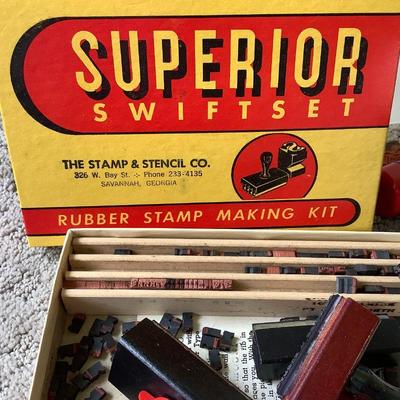 SUPERIOR
SWIFTSET
THE STAMP & STENCIL CO.
326 W. Bay St. -:- Phone 233-4135
SAVANNAH, GEORGIA
RUBBER STAMP MAKING KIT